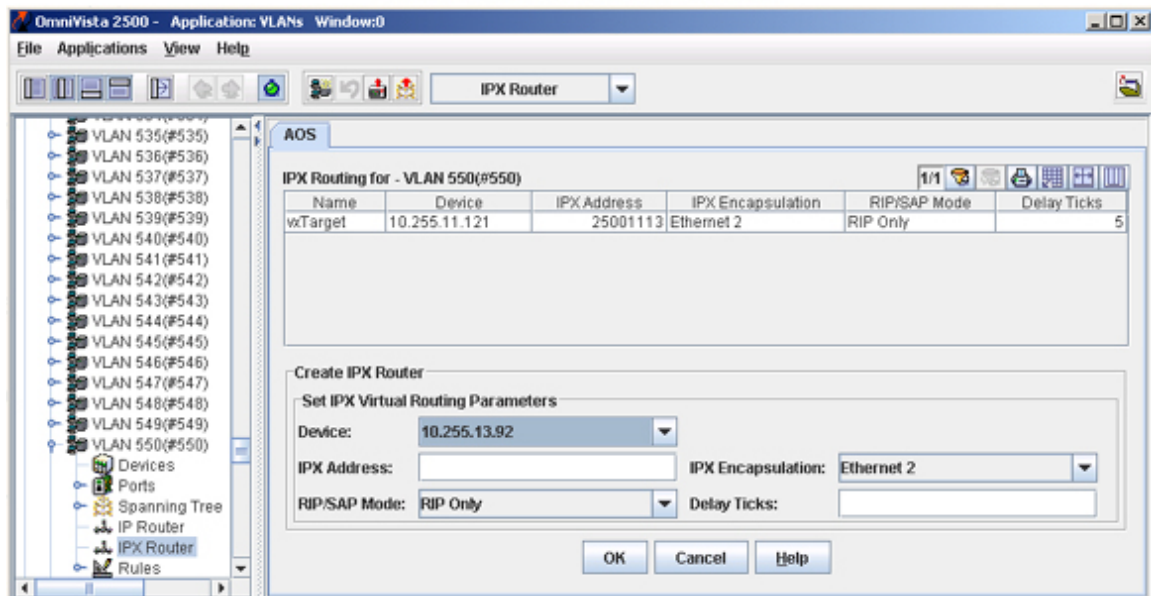 OmniVista 2500 - Application: VLANs Window:0
File Applications View Help
IPX Router
VLAN 535(#535)
VLAN 536(#536)
VLAN 537(#537)
VLAN 538(#538)
VLAN 539(#539)
VLAN 540(#540)
VLAN 541(#541)
VLAN 542(#542)
VLAN 543(#543)
VLAN 544(#544)
VLAN 545(#545)
VLAN 546(#546)
VLAN 547(#547)
VLAN 548(#548)
VLAN 549(#549)
VLAN 550(#550)
Devices
Ports
Spanning Tree
IP Router
IPX Router
Rules
AOS
IPX Routing for - VLAN 550(#550) 1/1
Name Device IPX Address IPX Encapsulation RIP/SAP Mode Delay Ticks
vxTarget 10.255.11.121 25001113 Ethernet 2 RIP Only 5
Create IPX Router
Set IPX Virtual Routing Parameters
Device: 10.255.13.92
IPX Address: IPX Encapsulation: Ethernet 2
RIP/SAP Mode: RIP Only Delay Ticks:
OK Cancel Help